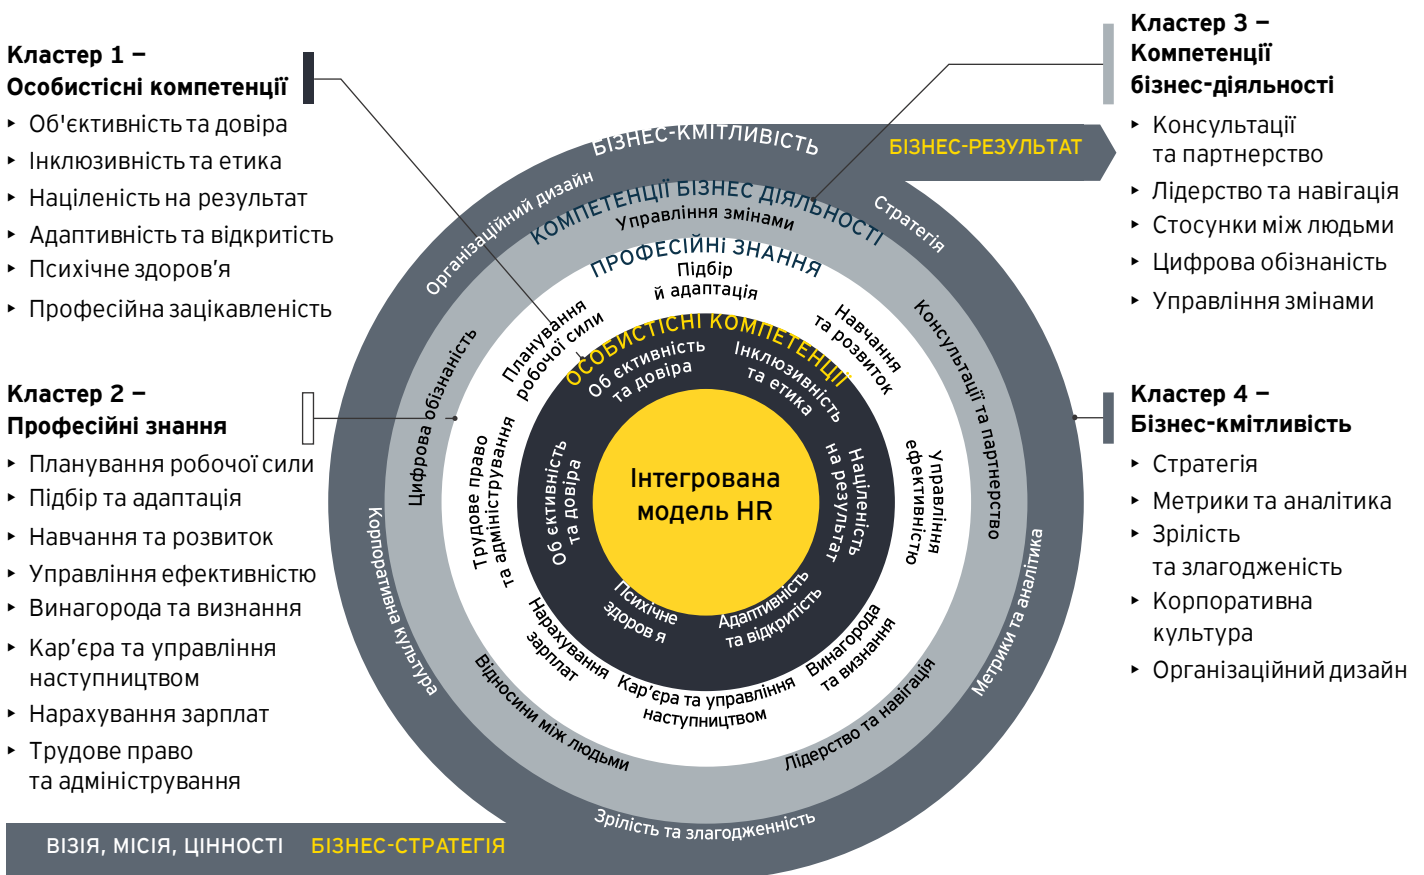 Кластер 1 –
Особистісні компетенції
‣ Об'єктивність та довіра
‣ Інклюзивність та етика
‣ Націленість на результат
‣ Адаптивність та відкритість
‣ Психічне здоров’я
‣ Професійна зацікавленість
Кластер 2 –
Професійні знання
‣ Планування робочої сили
‣ Підбір та адаптація
‣ Навчання та розвиток
‣ Управління ефективністю
‣ Винагорода та визнання
‣ Кар’єра та управління
наступництвом
‣ Нарахування зарплат
‣ Трудове право
та адміністрування
Кластер 3 –
Компетенції
бізнес-діяльності
‣ Консультації
та партнерство
‣ Лідерство та навігація
‣ Стосунки між людьми
‣ Цифрова обізнаність
‣ Управління змінами
Кластер 4 –
Бізнес-кмітливість
‣ Стратегія
‣ Метрики та аналітика
‣ Зрілість
та злагодженість
‣ Корпоративна
культура
‣ Організаційний дизайн
БІЗНЕС-КМІТЛИВІСТЬ
БІЗНЕС-РЕЗУЛЬТАТ
Організаційний дизайн
Стратегія
Метрики та аналітика
Зрілість та злагодженність
Корпоративна культура
КОМПЕТЕНЦІЇ БІЗНЕС ДІЯЛЬНОСТІ
Управління змінами
Консультації та партнерство
Лідерство та навігація
Відносини між людьми
Цифрова обізнаність
ПРОФЕСІЙНі ЗНАННЯ
Підбір
й адаптація
Навчання
та розвиток
Управління
ефективністю
Винагорода
та визнання
Кар’єра та управління
наступництвом
Нарахування
зарплат
Трудове право
та адміністрування
Планування
робочої сили
ОСОБИСТІСНІ КОМПЕТЕНЦІЇ
Об єктивність
та довіра
Інклюзивність
та етика
Націленість
на результат
Адаптивність
та відкритість
Психічне
здоров я
Об єктивність
та довіра
Інтегрована
модель HR
ВІЗІЯ, МІСІЯ, ЦІННОСТІ БІЗНЕС-СТРАТЕГІЯ